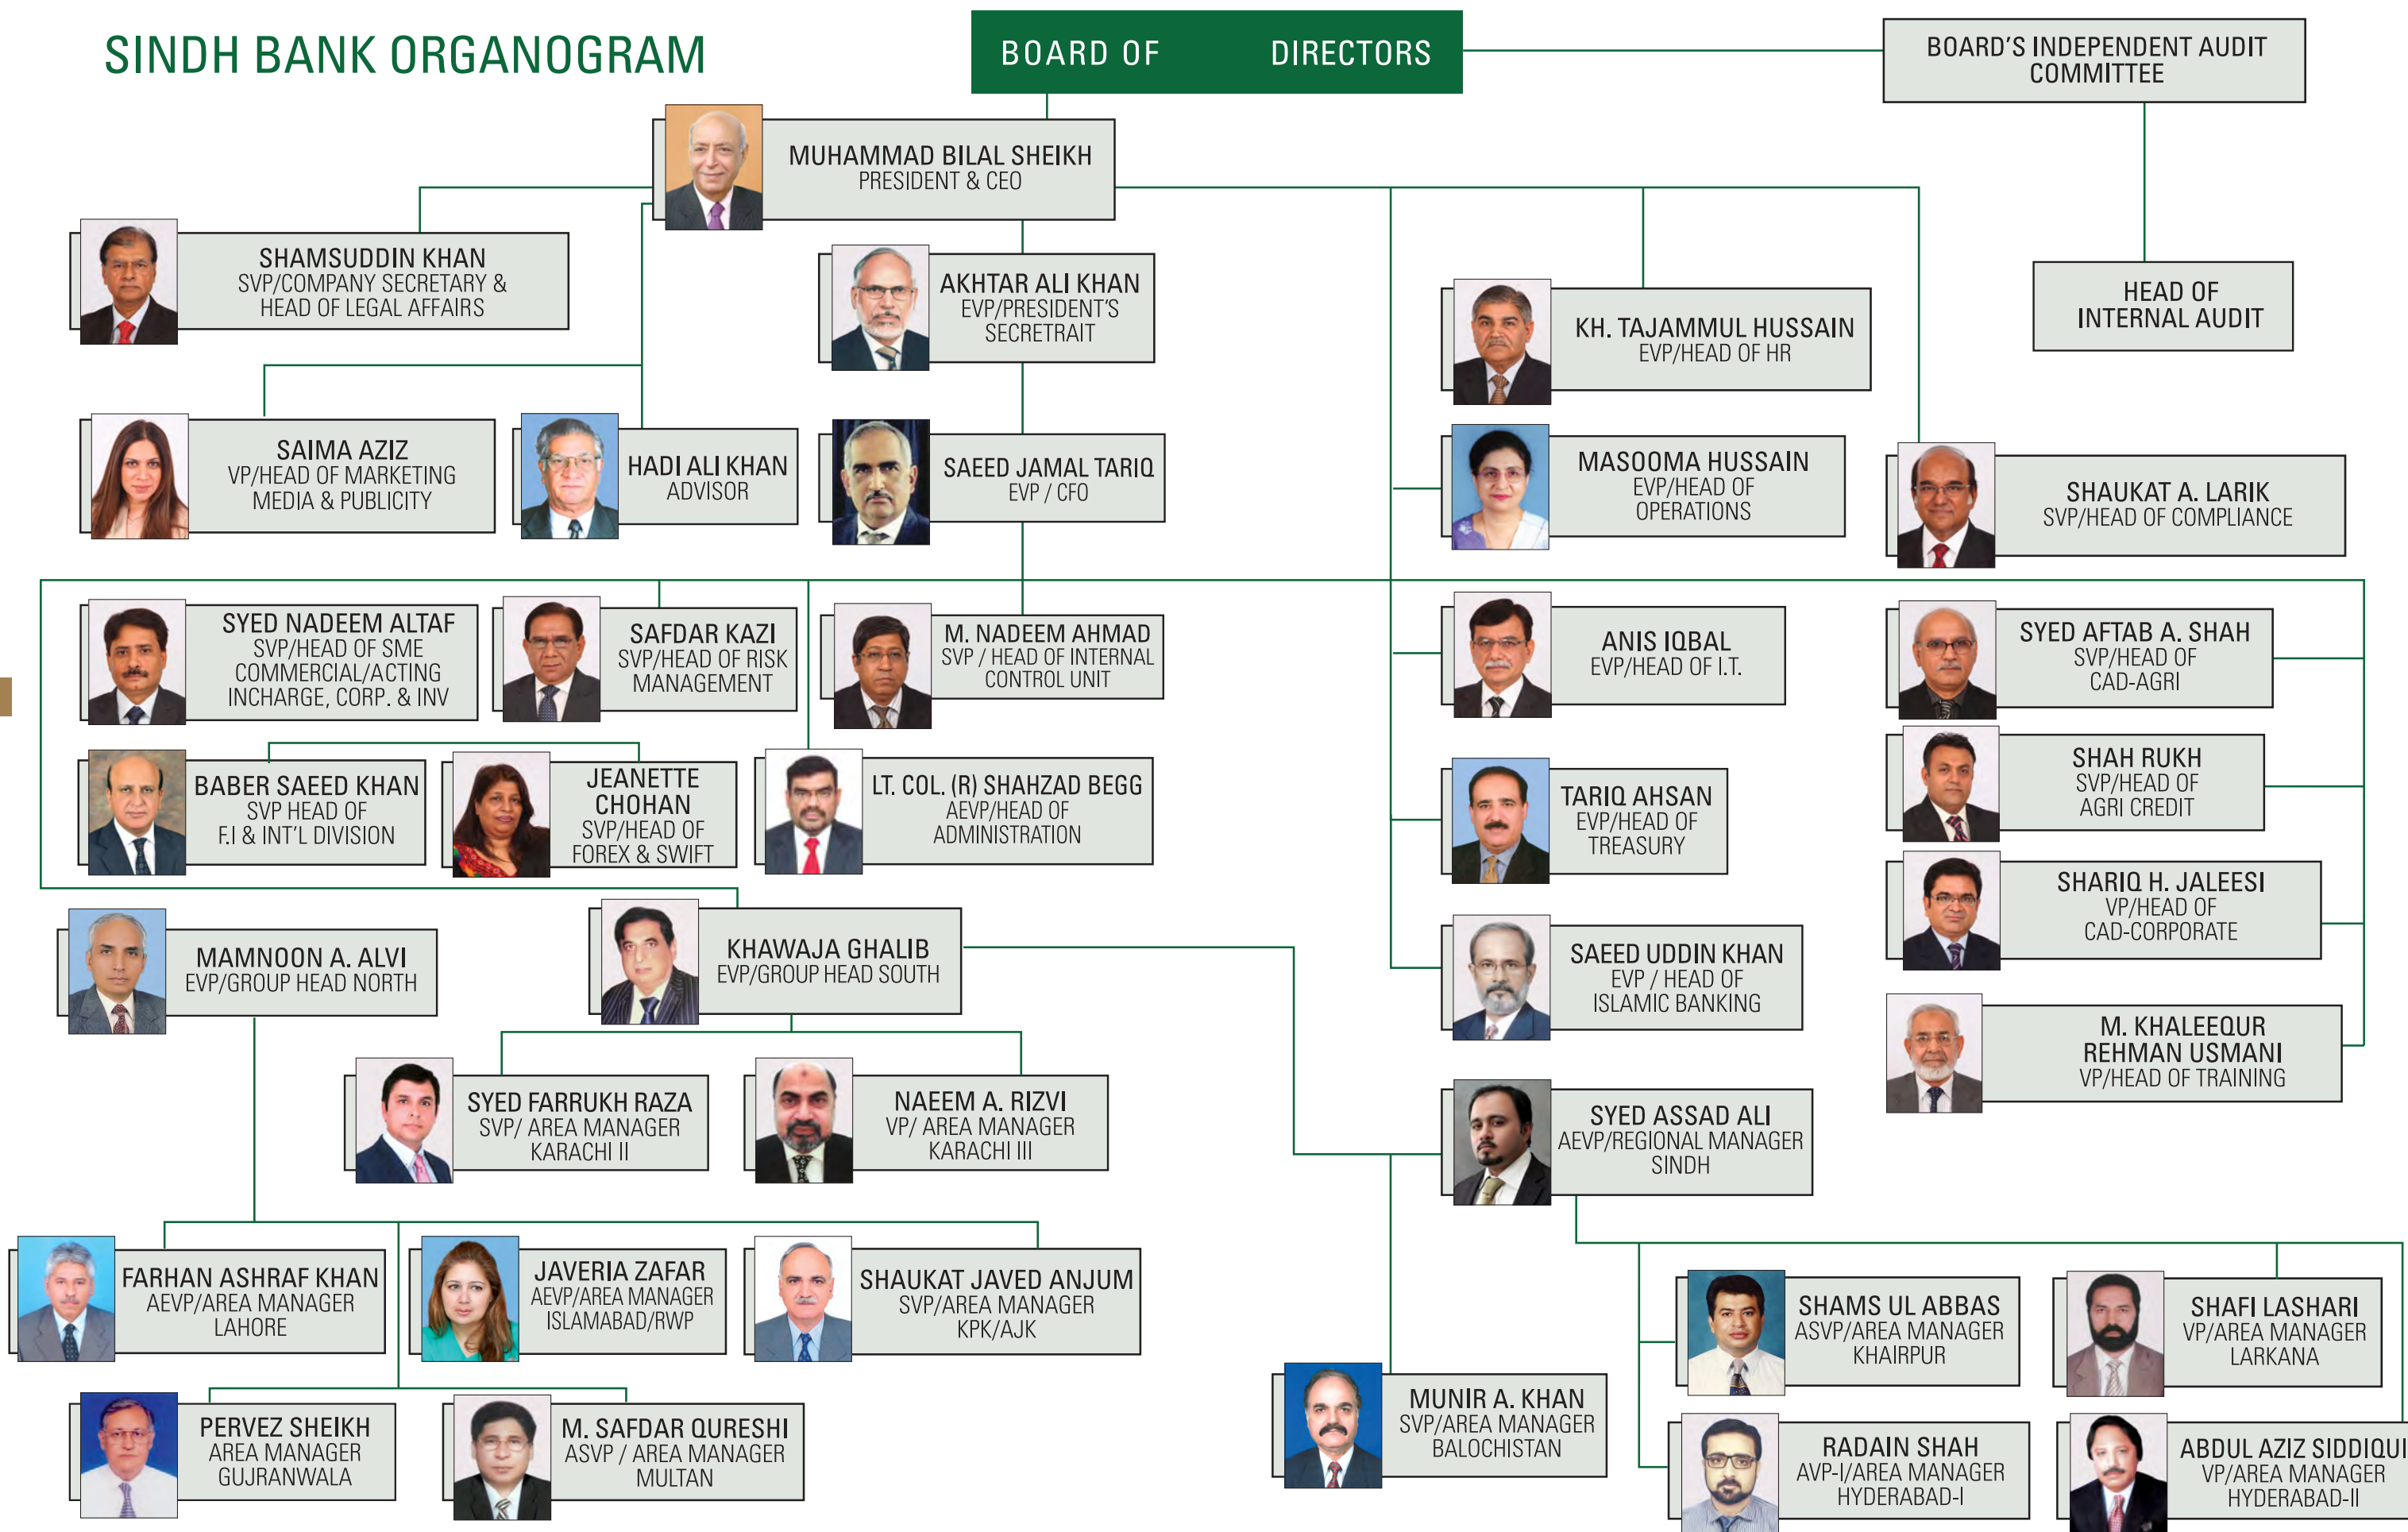 SINDH BANK ORGANOGRAM
BOARD OF DIRECTORS
BOARD'S INDEPENDENT AUDIT
COMMITTEE
MUHAMMAD BILAL SHEIKH
PRESIDENT & CEO
SHAMSUDDIN KHAN
SVP/COMPANY SECRETARY &
HEAD OF LEGAL AFFAIRS
AKHTAR ALI KHAN
EVP/PRESIDENT'S
SECRETRAIT
KH. TAJAMMUL HUSSAIN
EVP/HEAD OF HR
HEAD OF
INTERNAL AUDIT
SAIMA AZIZ
VP/HEAD OF MARKETING
MEDIA & PUBLICITY
HADI ALI KHAN
ADVISOR
SAEED JAMAL TARIQ
EVP / CFO
MASOOMA HUSSAIN
EVP/HEAD OF
OPERATIONS
SHAUKAT A. LARIK
SVP/HEAD OF COMPLIANCE
SYED NADEEM ALTAF
SVP/HEAD OF SME
COMMERCIAL/ACTING
INCHARGE, CORP. & INV
SAFDAR KAZI
SVP/HEAD OF RISK
MANAGEMENT
M. NADEEM AHMAD
SVP / HEAD OF INTERNAL
CONTROL UNIT
ANIS IQBAL
EVP/HEAD OF I.T.
SYED AFTAB A. SHAH
SVP/HEAD OF
CAD-AGRI
BABER SAEED KHAN
SVP HEAD OF
F.I & INT'L DIVISION
JEANETTE
CHOHAN
SVP/HEAD OF
FOREX & SWIFT
LT. COL. (R) SHAHZAD BEGG
AEVP/HEAD OF
ADMINISTRATION
TARIQ AHSAN
EVP/HEAD OF
TREASURY
SHAH RUKH
SVP/HEAD OF
AGRI CREDIT
SHARIQ H. JALEESI
VP/HEAD OF
CAD-CORPORATE
MAMNOON A. ALVI
EVP/GROUP HEAD NORTH
KHAWAJA GHALIB
EVP/GROUP HEAD SOUTH
SAEED UDDIN KHAN
EVP / HEAD OF
ISLAMIC BANKING
M. KHALEEQUR
REHMAN USMANI
VP/HEAD OF TRAINING
SYED FARRUKH RAZA
SVP/ AREA MANAGER
KARACHI II
NAEEM A. RIZVI
VP/ AREA MANAGER
KARACHI III
SYED ASSAD ALI
AEVP/REGIONAL MANAGER
SINDH
FARHAN ASHRAF KHAN
AEVP/AREA MANAGER
LAHORE
JAVERIA ZAFAR
AEVP/AREA MANAGER
ISLAMABAD/RWP
SHAUKAT JAVED ANJUM
SVP/AREA MANAGER
KPK/AJK
SHAMS UL ABBAS
ASVP/AREA MANAGER
KHAIRPUR
SHAFI LASHARI
VP/AREA MANAGER
LARKANA
PERVEZ SHEIKH
AREA MANAGER
GUJRANWALA
M. SAFDAR QURESHI
ASVP / AREA MANAGER
MULTAN
MUNIR A. KHAN
SVP/AREA MANAGER
BALOCHISTAN
RADAIN SHAH
AVP-I/AREA MANAGER
HYDERABAD-I
ABDUL AZIZ SIDDIQUI
VP/AREA MANAGER
HYDERABAD-II